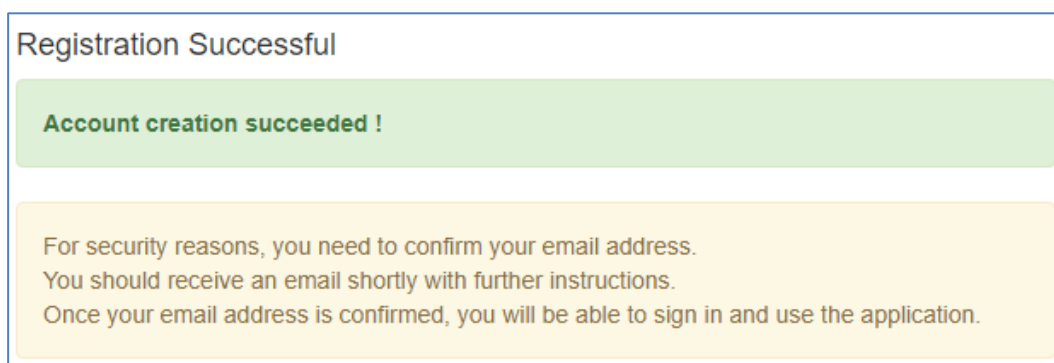 Registration Successful
Account creation succeeded !
For security reasons, you need to confirm your email address.
You should receive an email shortly with further instructions.
Once your email address is confirmed, you will be able to sign in and use the application.